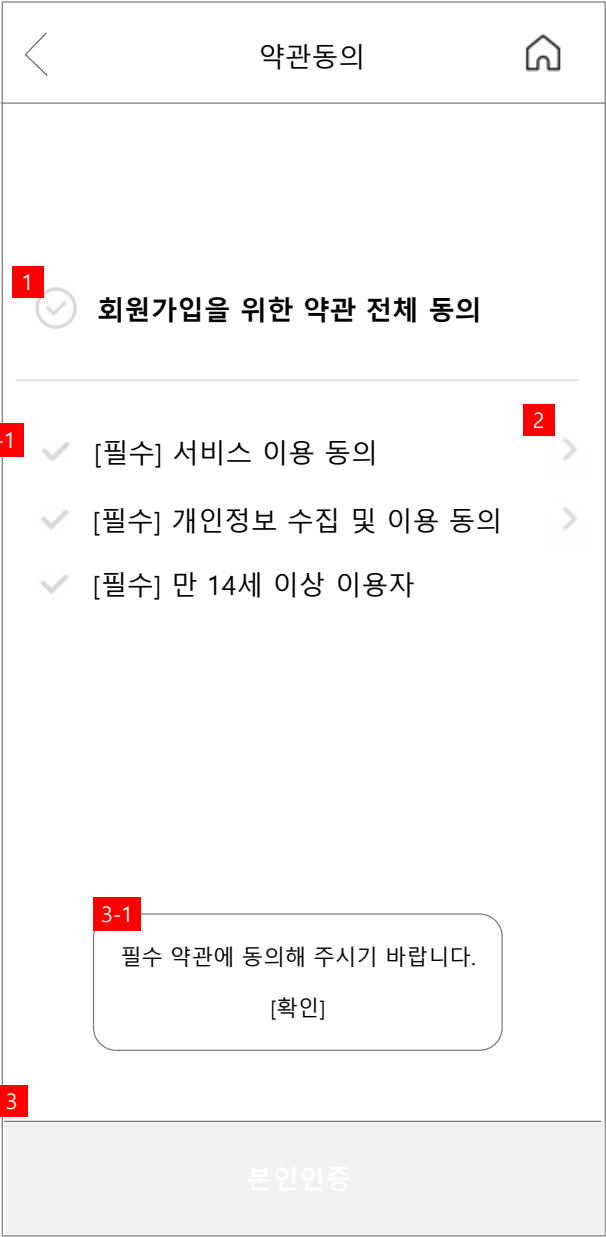 약관동의
1
회원가입을 위한 약관 전체 동의
-1
2
[필수] 서비스 이용 동의
[필수] 개인정보 수집 및 이용 동의
[필수] 만 14세 이상 이용자
3-1
필수 약관에 동의해 주시기 바랍니다.
[확인]
3
본인인증